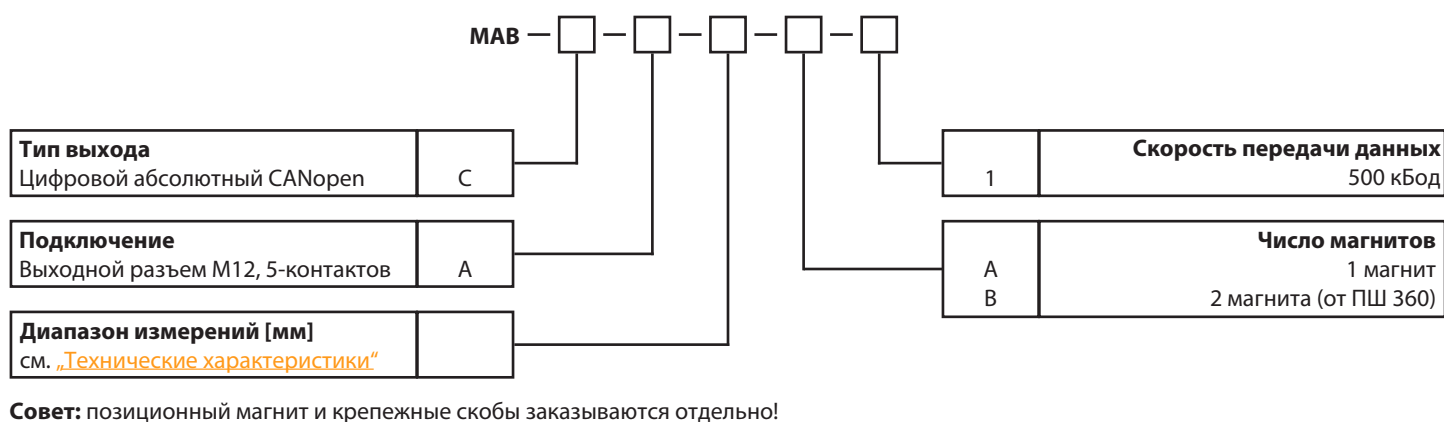 MAB
Тип выхода
Цифровой абсолютный CANopen C
Подключение
Выходной разъем M12, 5-контактов A
Диапазон измерений [мм]
см. „Технические характеристики“
Скорость передачи данных
1 500 кБод
Число магнитов
A 1 магнит
B 2 магнита (от ПШ 360)
Совет: позиционный магнит и крепежные скобы заказываются отдельно!